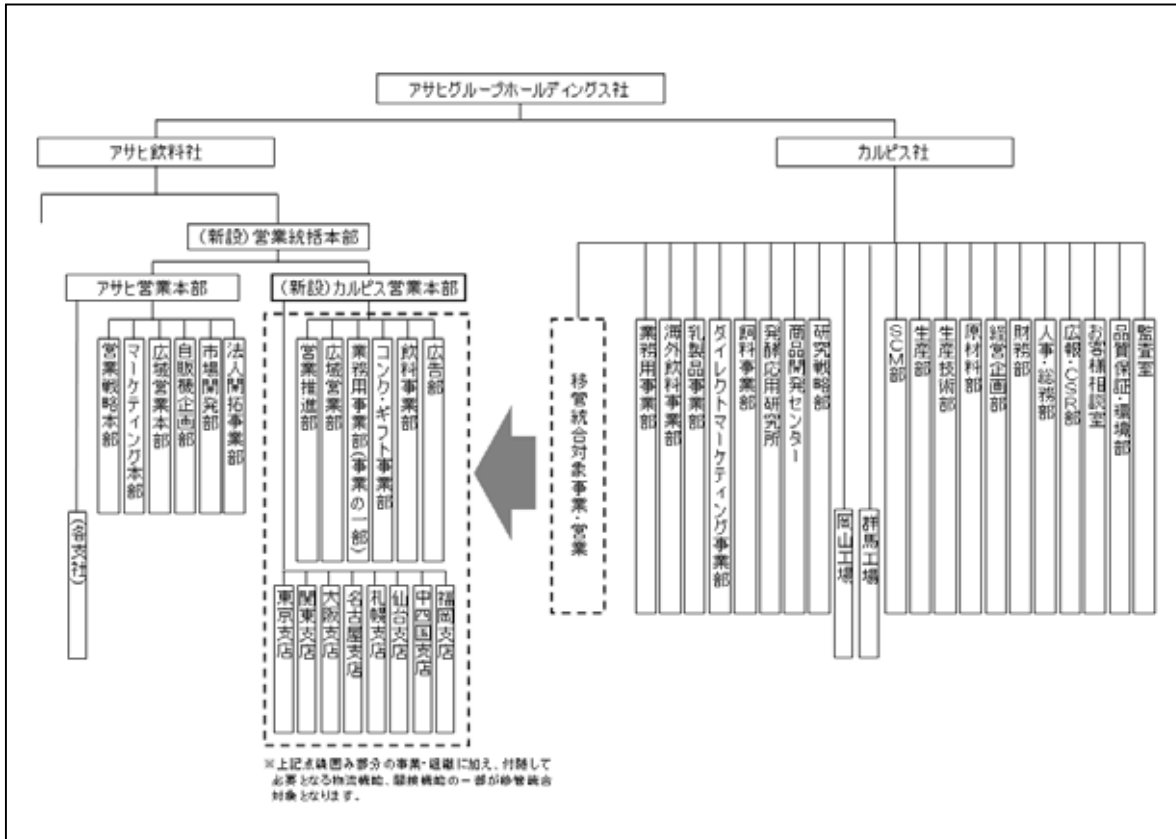 アサヒグループホールディングス社
アサヒ飲料社
カルピス社
(新設)営業統括本部
アサヒ営業本部
(新設)カルピス営業本部
営業戦略本部
マーケティング本部
広域営業本部
自販機企画部
市場開発部
法人開拓事業部
(各支社)
営業推進部
広域営業部
業務用事業部(事業の一部)
コンク・ギフト事業部
飲料事業部
広告部
東京支店
関東支店
大阪支店
名古屋支店
札幌支店
仙台支店
中四国支店
福岡支店
移管統合対象事業・営業
業務用事業部
海外飲料事業部
乳製品事業部
ダイレクトマーケティング事業部
飼料事業部
発酵応用研究所
商品開発センター
研究戦略部
岡山工場
群馬工場
SCM部
生産部
生産技術部
原材料部
経営企画部
財務部
人事・総務部
広報・CSR部
お客様相談室
品質保証・環境部
監査室
※上記点線囲み部分の事業・組織に加え、付随して
必要となる物流機能、間接機能の一部が移管統合
対象となります。